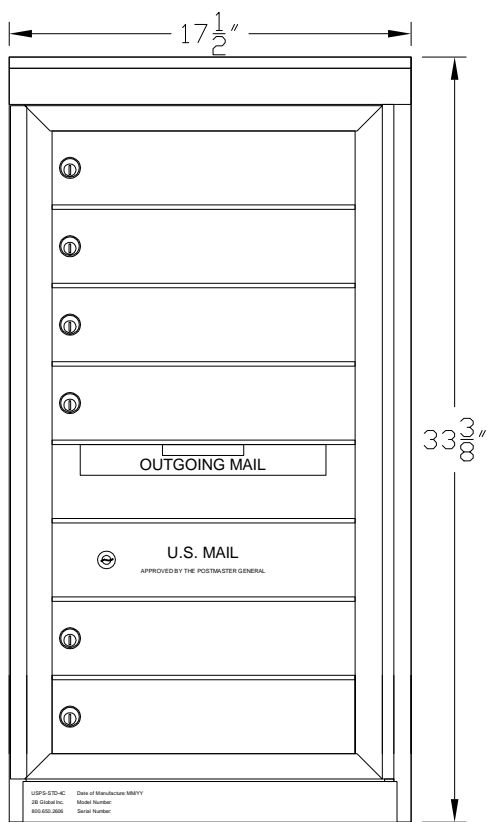 17 1/2"
33 3/8"
OUTGOING MAIL
U.S. MAIL
APPROVED BY THE POSTMASTER GENERAL
USPS-STD-4C Date of Manufacture:MM/YY
2B Global Inc. Model Number:
800.650.2606 Serial Number: